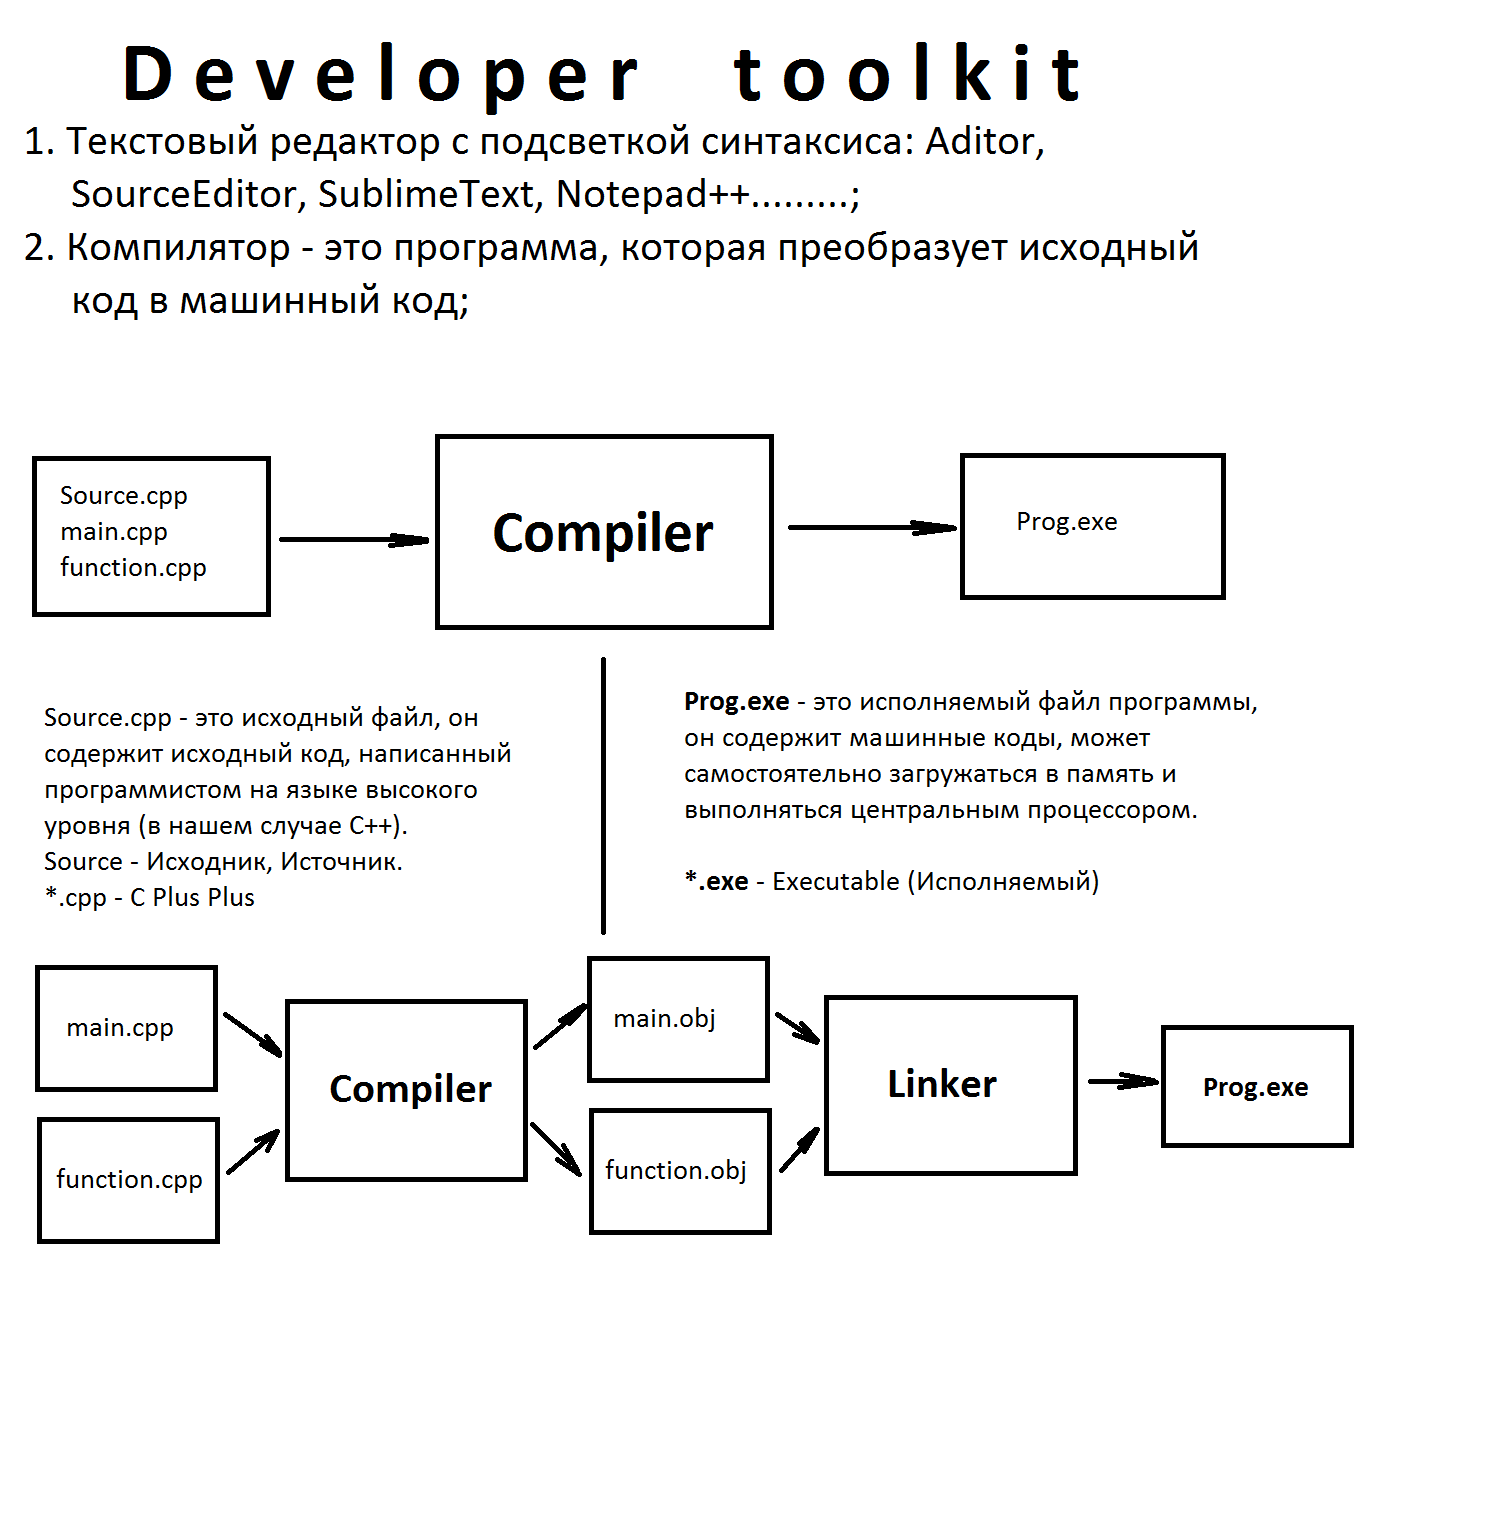 Developer toolkit
1. Текстовый редактор с подсветкой синтаксиса: Aditor,
SourceEditor, SublimeText, Notepad++.........;
2. Компилятор - это программа, которая преобразует исходный
код в машинный код;
Source.cpp
main.cpp
function.cpp
Compiler
Prog.exe
Source.cpp - это исходный файл, он
содержит исходный код, написанный
программистом на языке высокого
уровня (в нашем случае C++).
Source - Исходник, Источник.
*.cpp - C Plus Plus
Prog.exe - это исполняемый файл программы,
он содержит машинные коды, может
самостоятельно загружаться в память и
выполняться центральным процессором.
*.exe - Executable (Исполняемый)
main.cpp
function.cpp
Compiler
main.obj
function.obj
Linker
Prog.exe